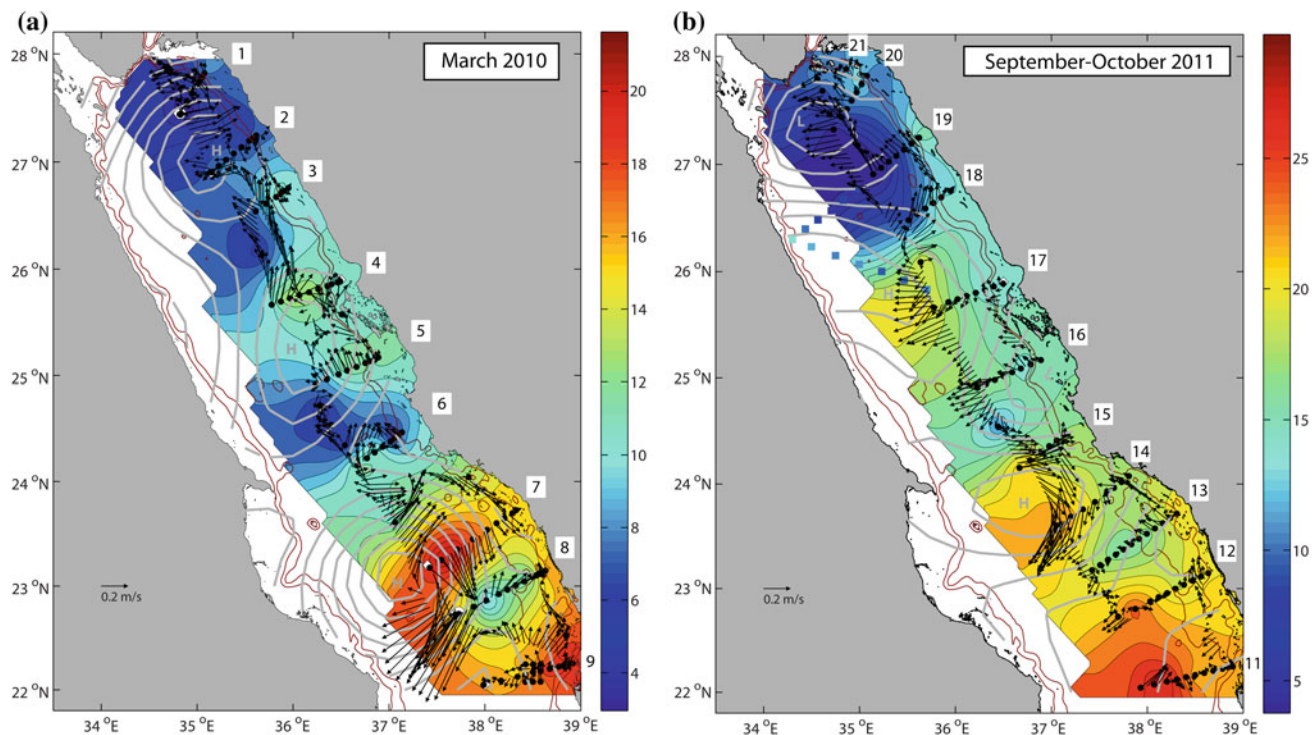 (a)
March 2010
28 °N
27 °N
26 °N
25 °N
24 °N
23 °N
22 °N
34 °E
35 °E
36 °E
37 °E
38 °E
39 °E
1
2
3
4
5
6
7
8
9
H
H
H
0.2 m/s
20
18
16
14
12
10
8
6
4
(b)
September-October 2011
28 °N
27 °N
26 °N
25 °N
24 °N
23 °N
22 °N
34 °E
35 °E
36 °E
37 °E
38 °E
39 °E
21
20
19
18
17
16
15
14
13
12
11
L
H
H
0.2 m/s
25
20
15
10
5